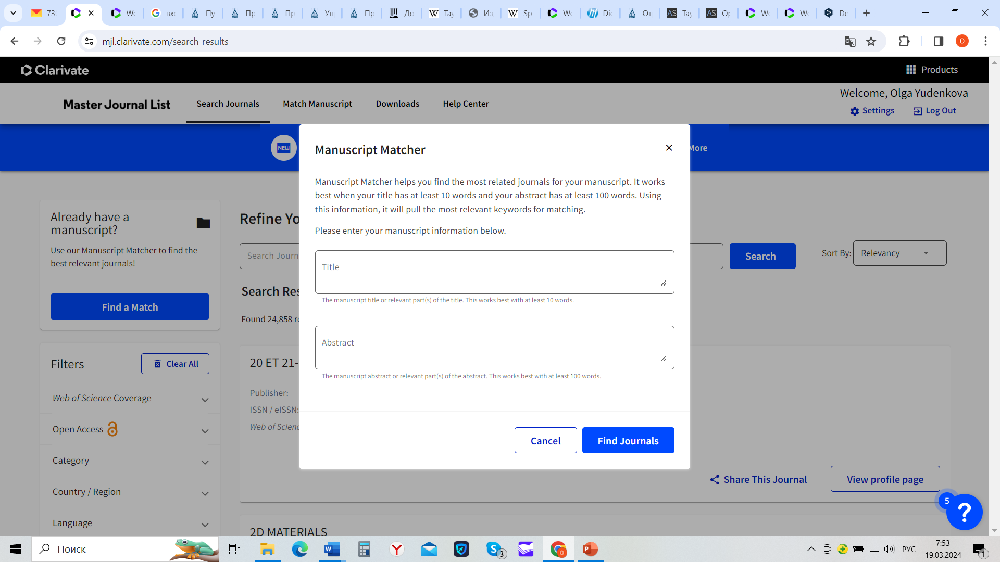 73
We
вхо
Пу
Пр
Пр
Уп
Пр
До
Тау
Из
Spr
We
Dic
От
Тау
Ор
We
We
De
mjl.clarivate.com/search-results
O
Clarivate
Products
Master Journal List
Search Journals
Match Manuscript
Downloads
Help Center
Welcome, Olga Yudenkova
Settings
Log Out
NEW
More
Manuscript Matcher
Manuscript Matcher helps you find the most related journals for your manuscript. It works
best when your title has at least 10 words and your abstract has at least 100 words. Using
this information, it will pull the most relevant keywords for matching.
Please enter your manuscript information below.
Title
The manuscript title or relevant part(s) of the title. This works best with at least 10 words.
Abstract
The manuscript abstract or relevant part(s) of the abstract. This works best with at least 100 words.
Cancel
Find Journals
Already have a
manuscript?
Use our Manuscript Matcher to find the
best relevant journals!
Find a Match
Filters
Clear All
Web of Science Coverage
Open Access
Category
Country / Region
Language
Refine Yo
Search Journ
Search
Sort By:
Relevancy
Search Res
Found 24,858 re
20 ET 21-
Publisher:
ISSN / eISSN:
Web of Scienc
Share This Journal
View profile page
2D MATERIALS
5
?
Поиск
3
O
РУС
7:53
19.03.2024
1